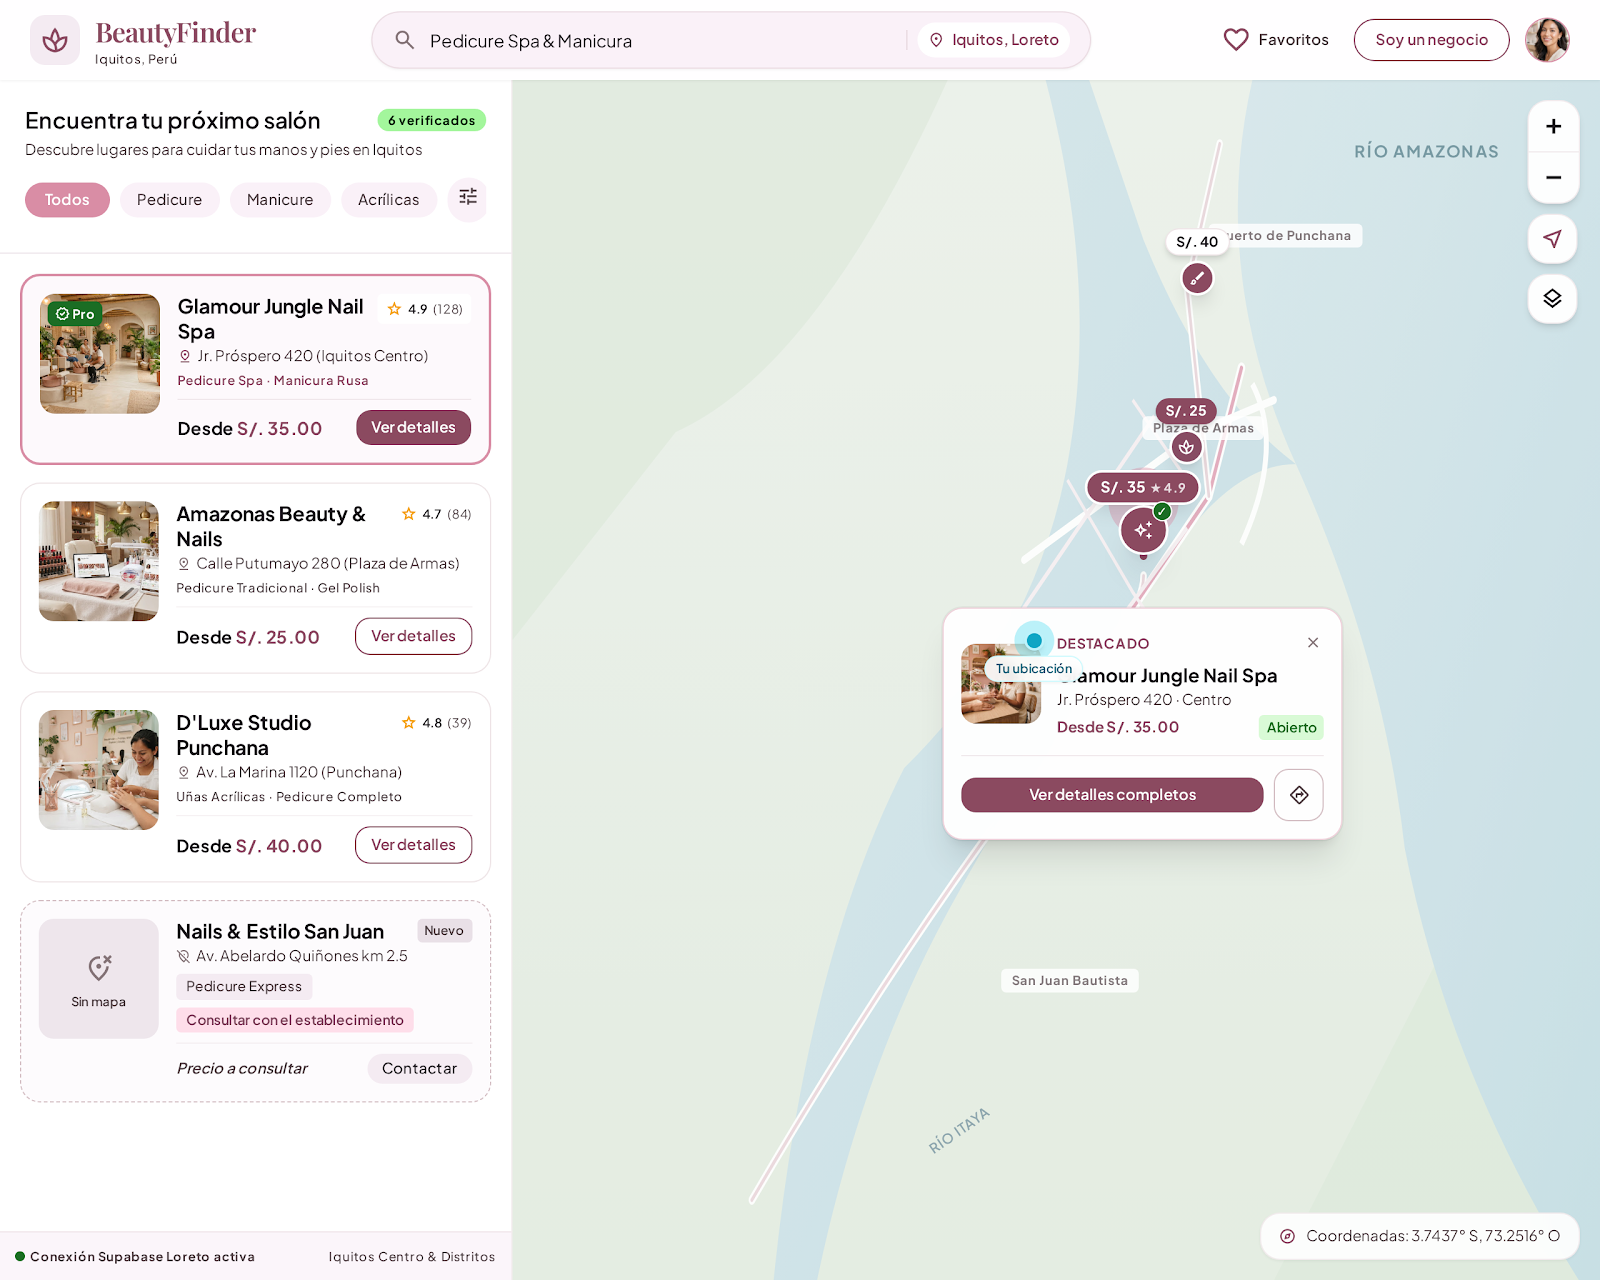 BeautyFinder
Iquitos, Perú
Pedicure Spa & Manicura
Iquitos, Loreto
Favoritos
Soy un negocio
Encuentra tu próximo salón
6 verificados
Descubre lugares para cuidar tus manos y pies en Iquitos
Todos
Pedicure
Manicure
Acrílicas
Pro
Glamour Jungle Nail
Spa
4.9 (128)
Jr. Próspero 420 (Iquitos Centro)
Pedicure Spa · Manicura Rusa
Desde S/. 35.00
Ver detalles
Amazonas Beauty &
Nails
4.7 (84)
Calle Putumayo 280 (Plaza de Armas)
Pedicure Tradicional · Gel Polish
Desde S/. 25.00
Ver detalles
D'Luxe Studio
Punchana
4.8 (39)
Av. La Marina 1120 (Punchana)
Uñas Acrílicas · Pedicure Completo
Desde S/. 40.00
Ver detalles
Sin mapa
Nails & Estilo San Juan
Nuevo
Av. Abelardo Quiñones km 2.5
Pedicure Express
Consultar con el establecimiento
Precio a consultar
Contactar
Conexión Supabase Loreto activa
Iquitos Centro & Distritos
RÍO AMAZONAS
+
−
S/. 40
uerto de Punchana
S/. 25
Plaza de Armas
S/. 35 ★ 4.9
✓
DESTACADO
Tu ubicación
Glamour Jungle Nail Spa
Jr. Próspero 420 · Centro
Desde S/. 35.00
Abierto
Ver detalles completos
San Juan Bautista
RÍO ITAYA
Coordenadas: 3.7437° S, 73.2516° O